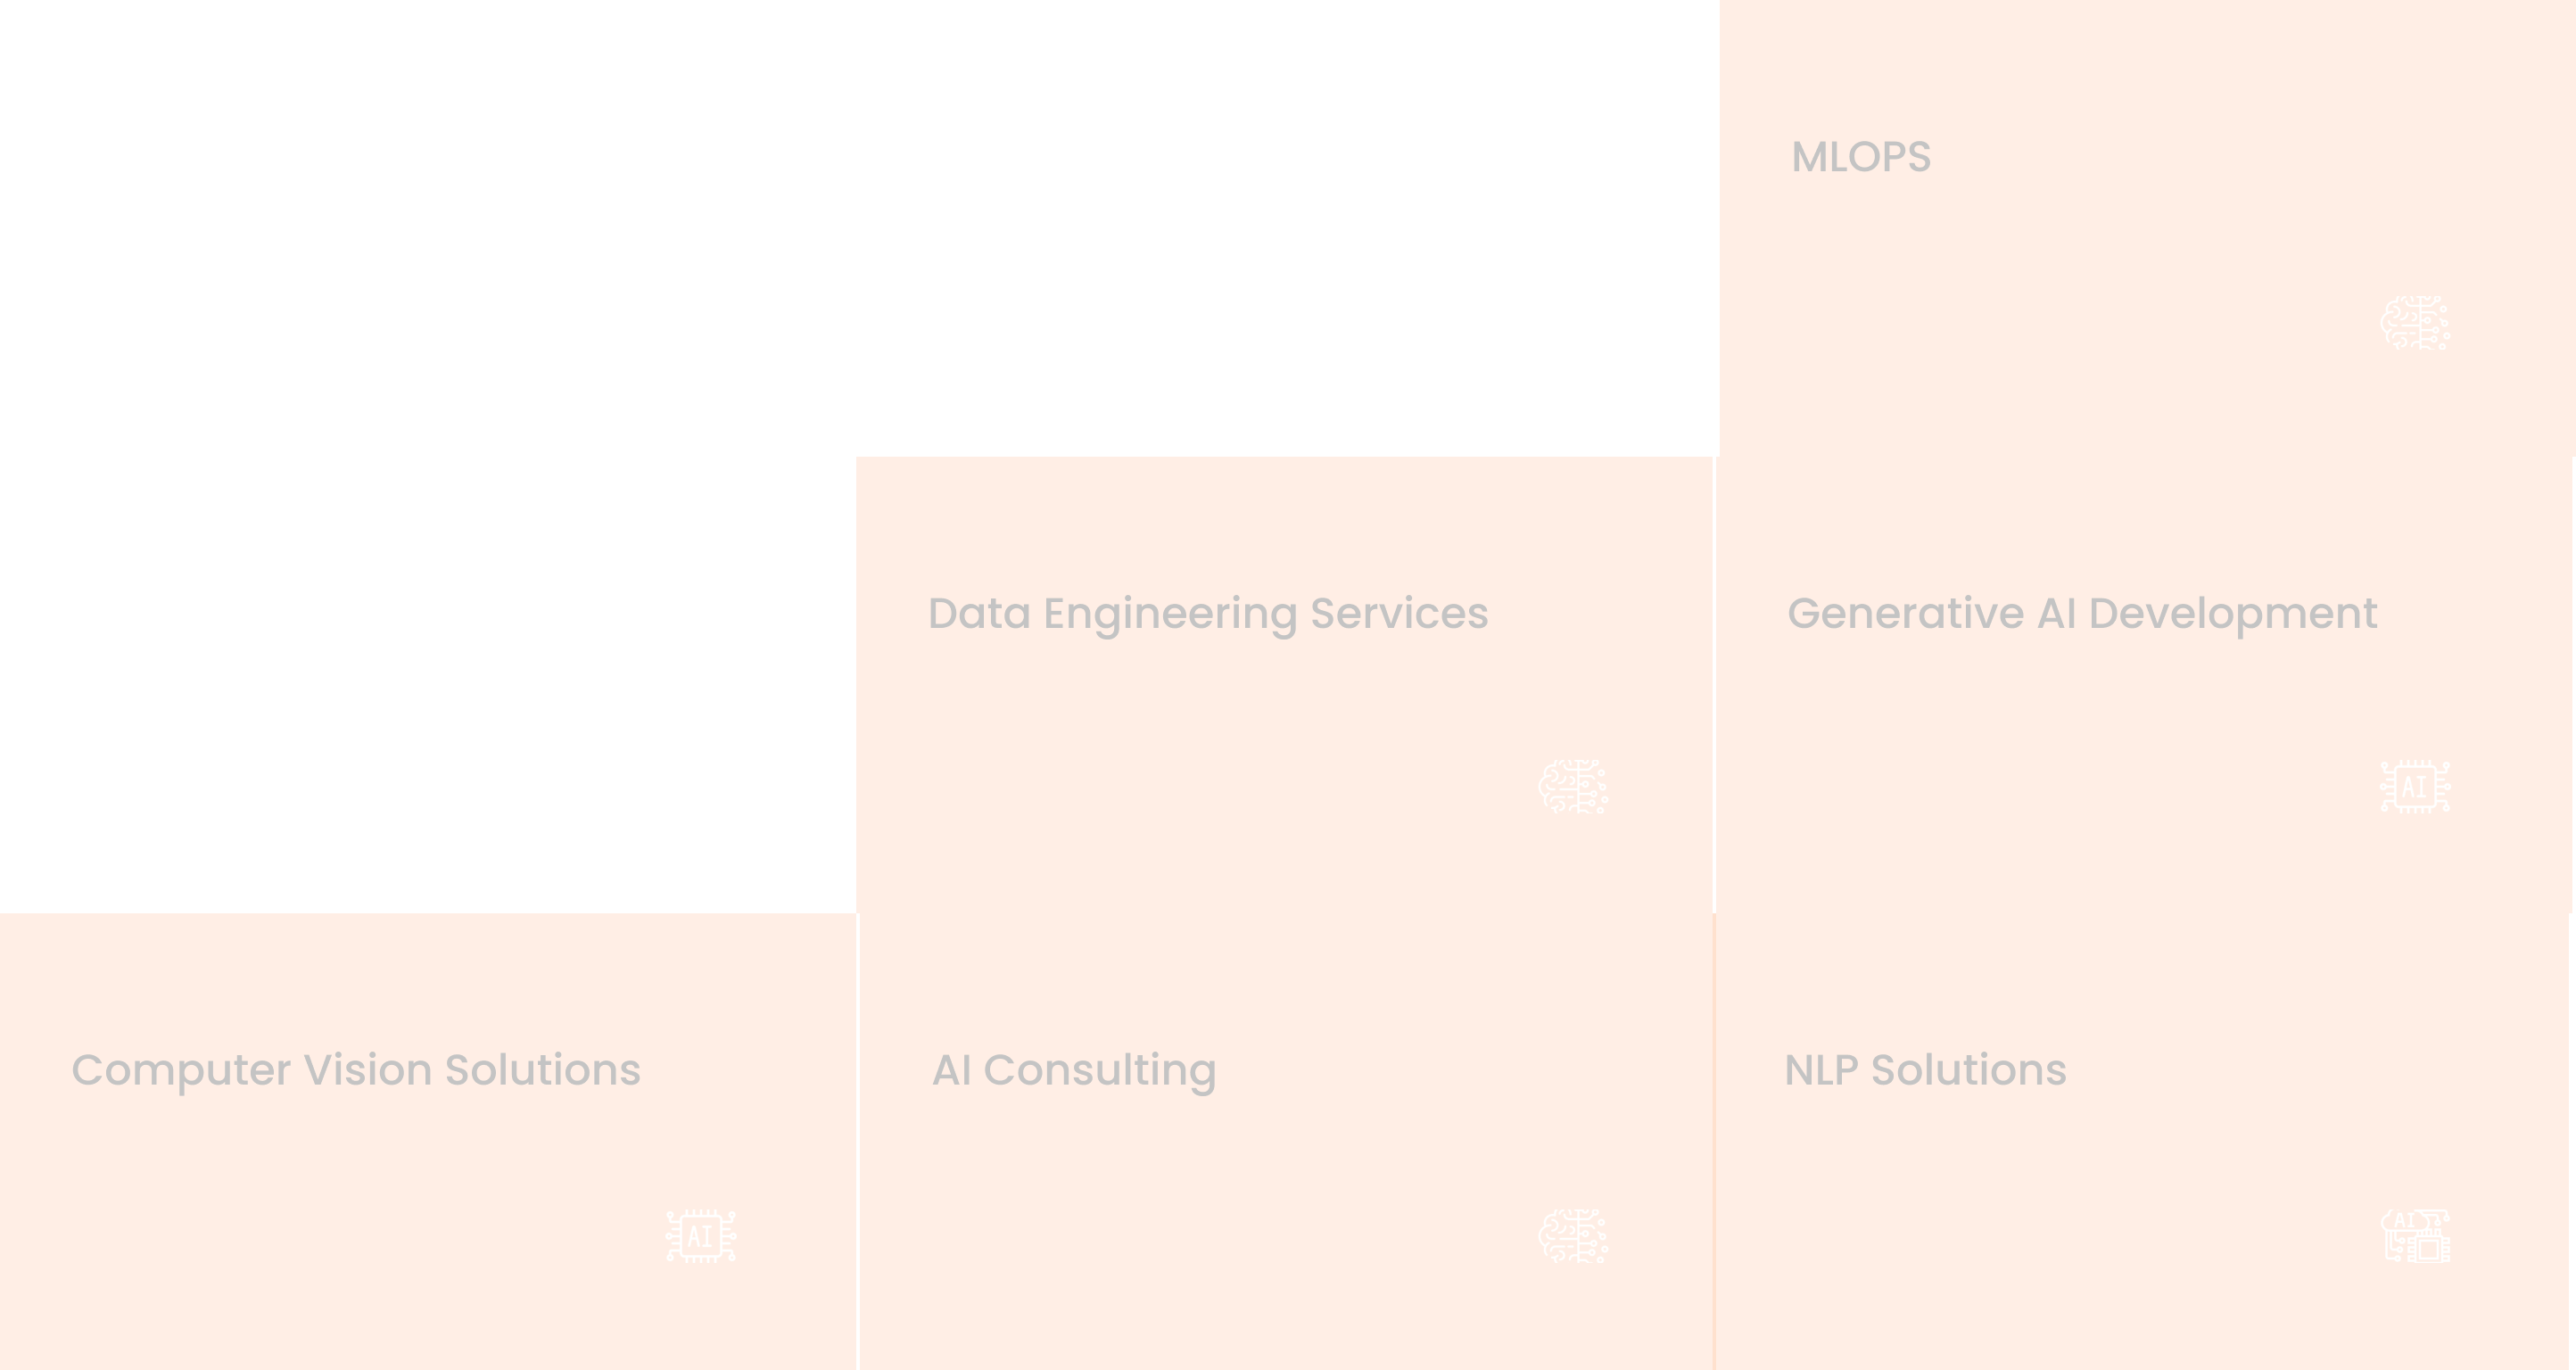 MLOPS
Data Engineering Services
Generative AI Development
AI
Computer Vision Solutions
AI Consulting
NLP Solutions
AI
AI